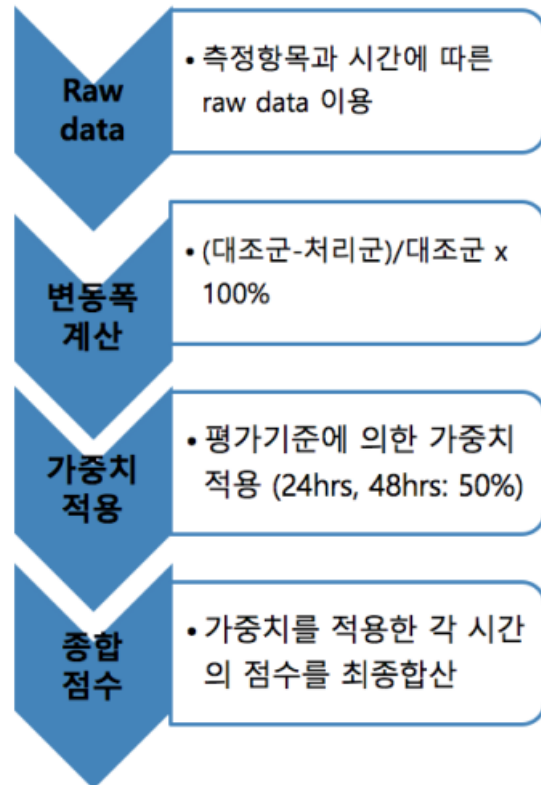 Raw
data
• 측정항목과 시간에 따른
raw data 이용
변동폭
계산
• (대조군-처리군)/대조군 x
100%
가중치
적용
• 평가기준에 의한 가중치
적용 (24hrs, 48hrs: 50%)
종합
점수
• 가중치를 적용한 각 시간
의 점수를 최종합산